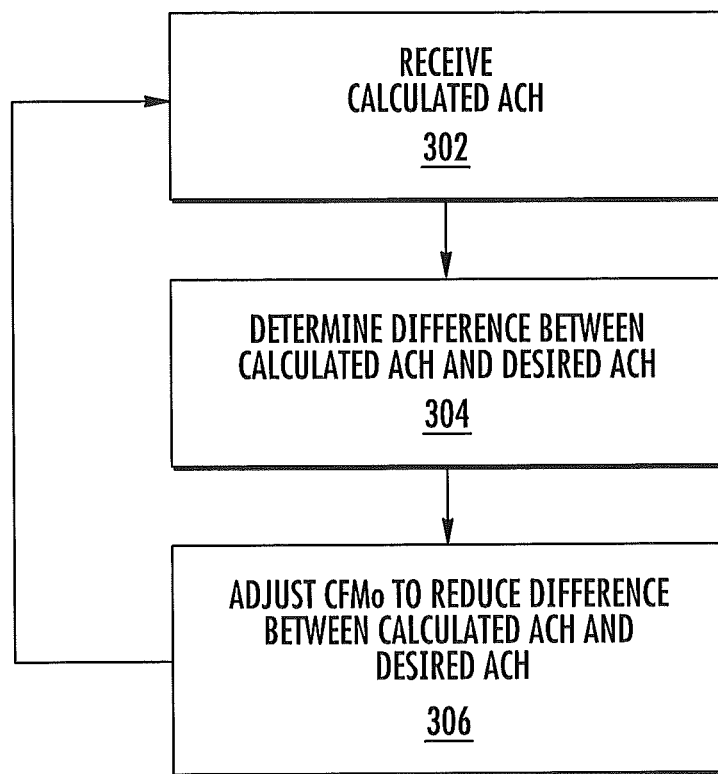 RECEIVE
CALCULATED ACH
302
DETERMINE DIFFERENCE BETWEEN
CALCULATED ACH AND DESIRED ACH
304
ADJUST CFMo TO REDUCE DIFFERENCE
BETWEEN CALCULATED ACH AND
DESIRED ACH
306